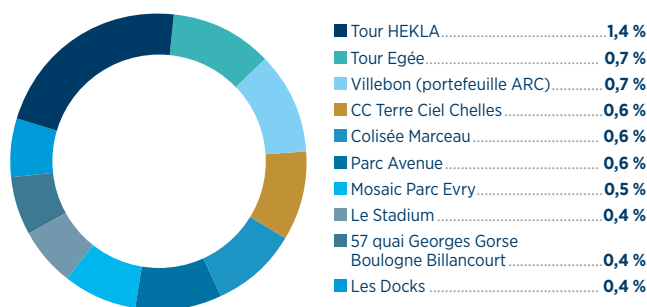 Tour HEKLA 1,4 %
Tour Egée 0,7 %
Villebon (portefeuille ARC) 0,7 %
CC Terre Ciel Chelles 0,6 %
Colisée Marceau 0,6 %
Parc Avenue 0,6 %
Mosaic Parc Evry 0,5 %
Le Stadium 0,4 %
57 quai Georges Gorse
Boulogne Billancourt 0,4 %
Les Docks 0,4 %